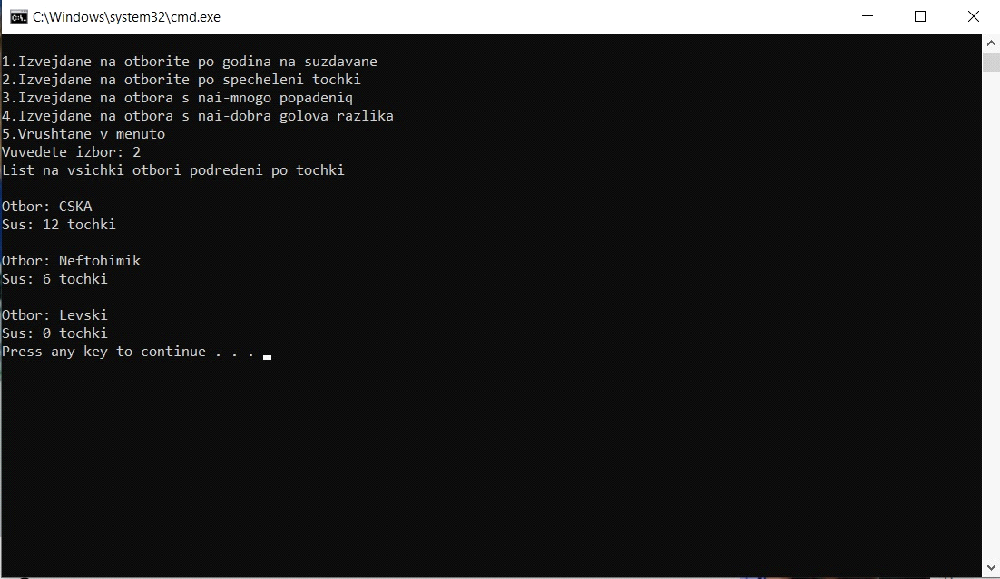 C:\Windows\system32\cmd.exe
1.Izvejdane na otborite po godina na suzdavane
2.Izvejdane na otborite po specheleni tochki
3.Izvejdane na otbora s nai-mnogo popadeniq
4.Izvejdane na otbora s nai-dobra golova razlika
5.Vrushtane v menuto
Vuvedete izbor: 2
List na vsichki otbori podredeni po tochki
Otbor: CSKA
Sus: 12 tochki
Otbor: Neftohimik
Sus: 6 tochki
Otbor: Levski
Sus: 0 tochki
Press any key to continue . . .